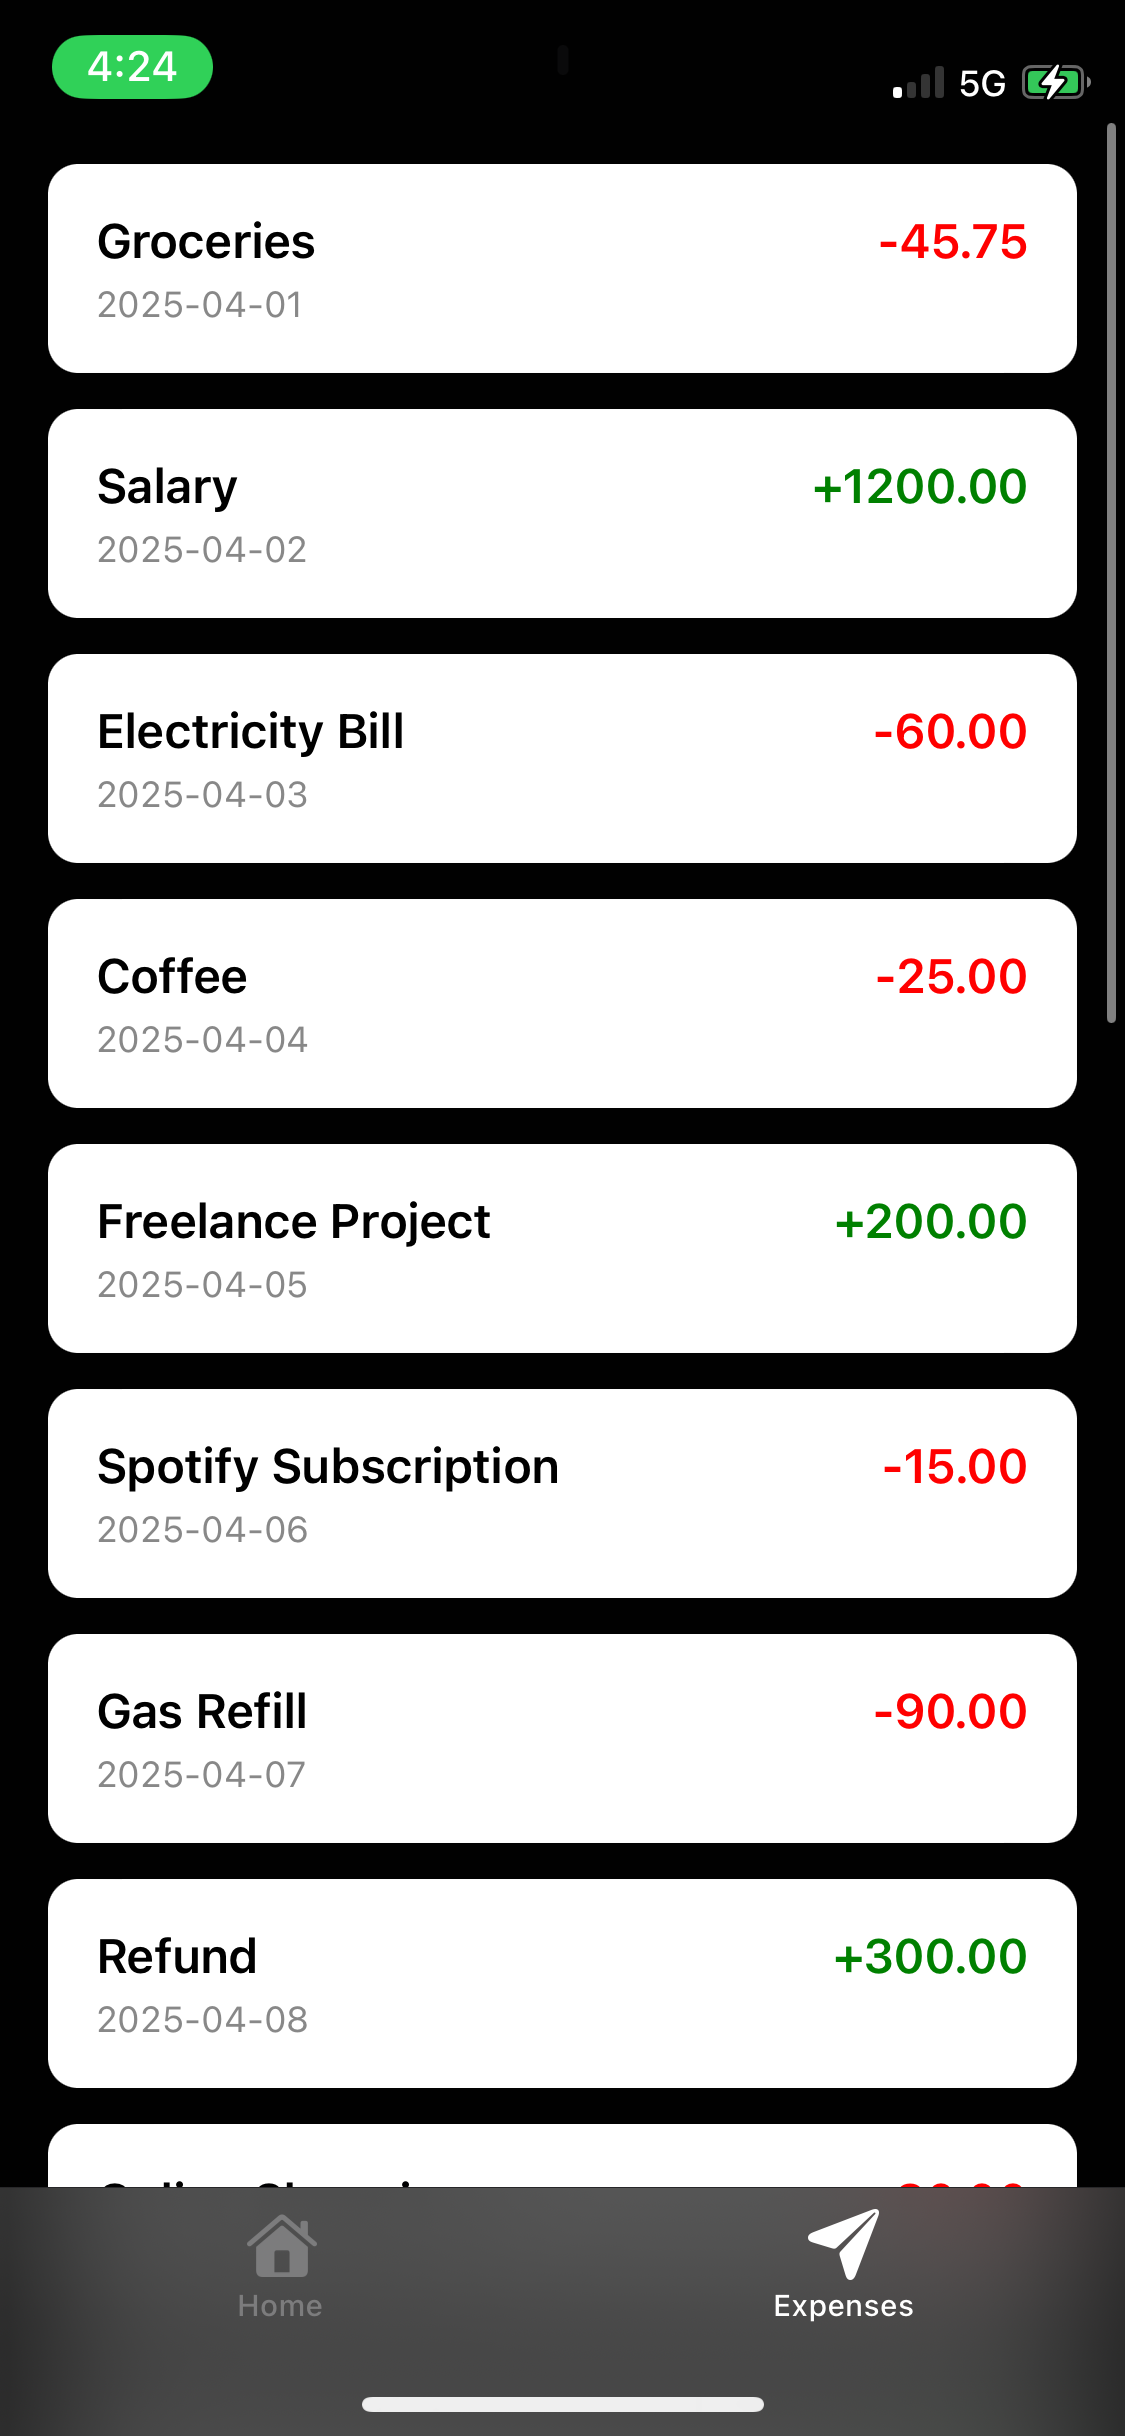 4:24
5G
Groceries -45.75
2025-04-01
Salary +1200.00
2025-04-02
Electricity Bill -60.00
2025-04-03
Coffee -25.00
2025-04-04
Freelance Project +200.00
2025-04-05
Spotify Subscription -15.00
2025-04-06
Gas Refill -90.00
2025-04-07
Refund +300.00
2025-04-08
Home Expenses